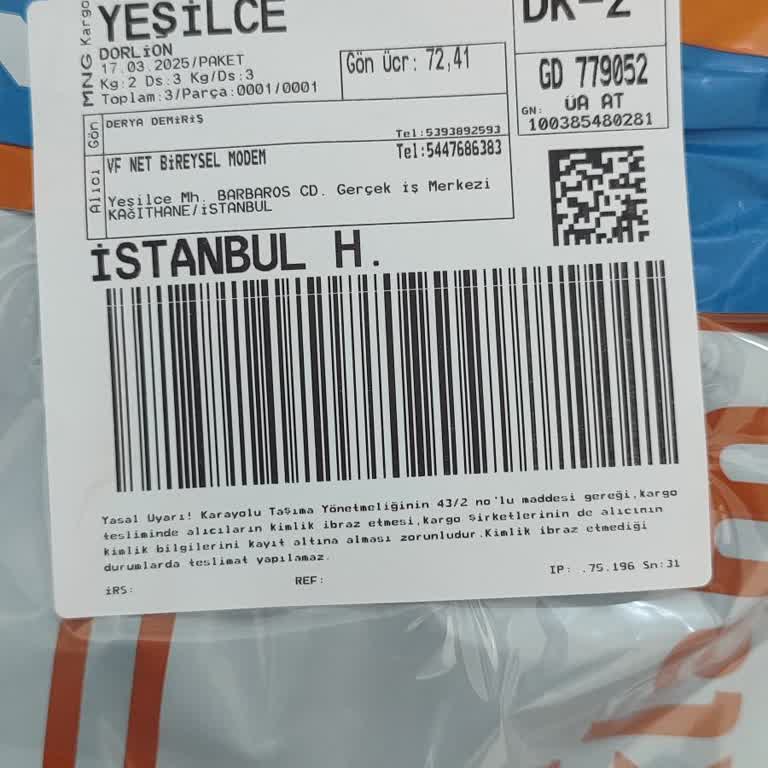 MNG Kargo
YEŞİLCE
DORLİON
17.03.2025/PAKET
Kg:2 Ds:3 Kg/Ds:3
Toplam:3/Parça:0001/0001
Gön Ücr: 72,41
DK-2
GD 779052
GN: ÜA AT
100385480281
Gön
DERYA DEMİRİŞ
Tel:5393892593
Alıcı
VF NET BİREYSEL MODEM
Tel:5447686383
Yeşilce Mh. BARBAROS CD. Gerçek iş Merkezi
KAĞITHANE/İSTANBUL
İSTANBUL H.
Yasal Uyarı! Karayolu Taşıma Yönetmeliğinin 43/2 no'lu maddesi gereği,kargo
tesliminde alıcıların kimlik ibraz etmesi,kargo şirketlerinin de alıcının
kimlik bilgilerini kayıt altına alması zorunludur.Kimlik ibraz etmediği
durumlarda teslimat yapılamaz.
İRS:
REF:
IP: .75.196 Sn:31